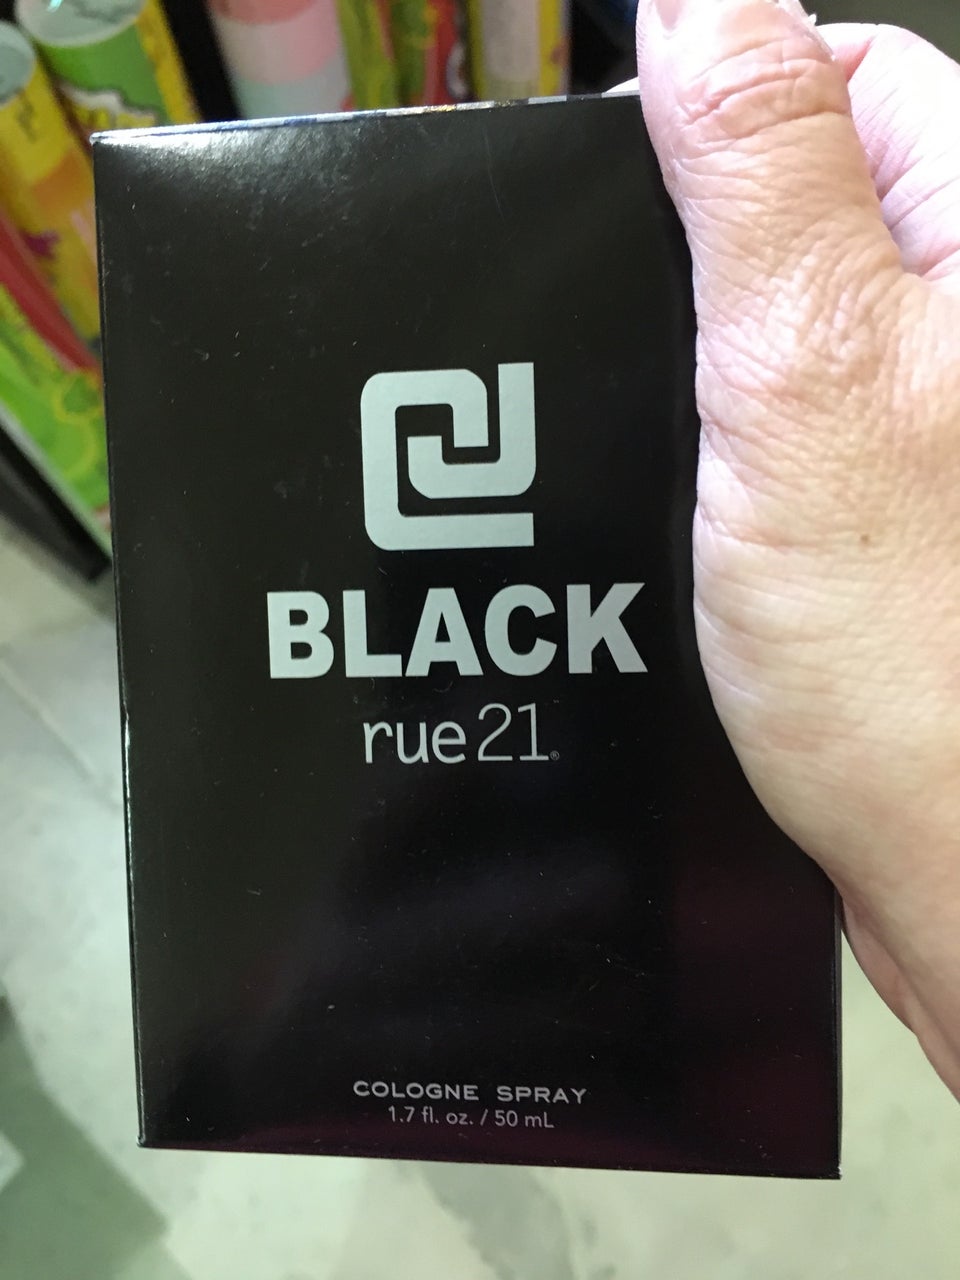 BLACK
rue21®
COLOGNE SPRAY
1.7 fl. oz. / 50 mL